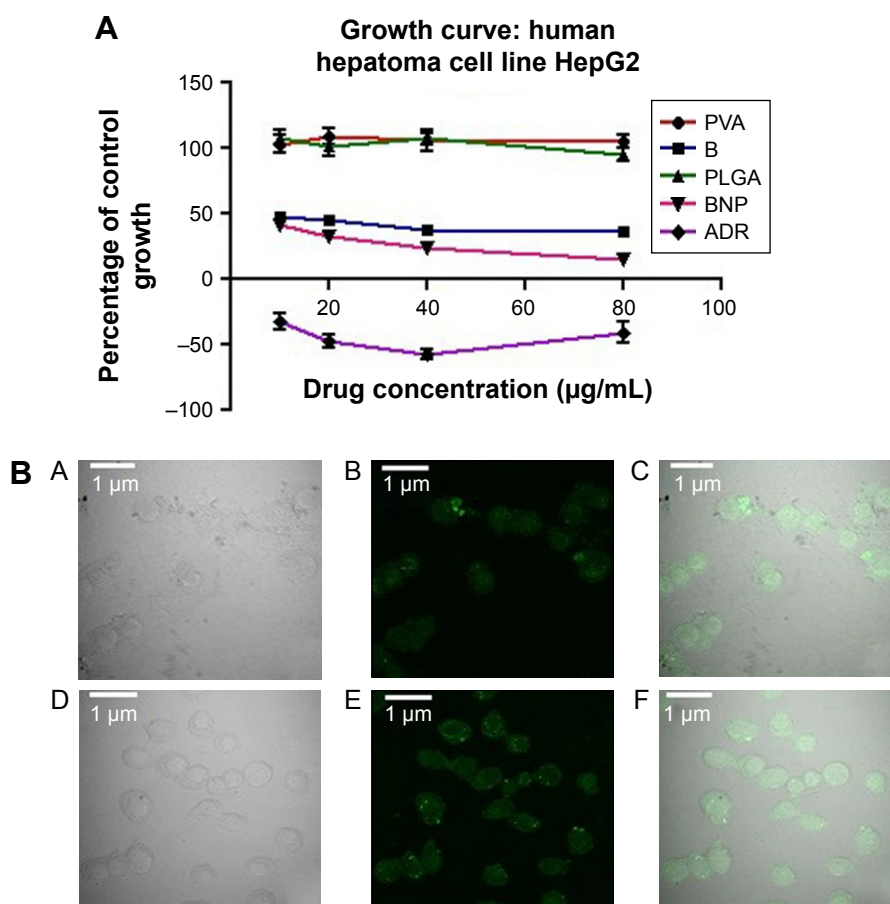 A
Growth curve: human
hepatoma cell line HepG2
Percentage of control
growth
150
100
50
0
–50
–100
20
40
60
80
100
Drug concentration (µg/mL)
PVA
B
PLGA
BNP
ADR
B
A
1 µm
B
1 µm
C
1 µm
D
1 µm
E
1 µm
F
1 µm